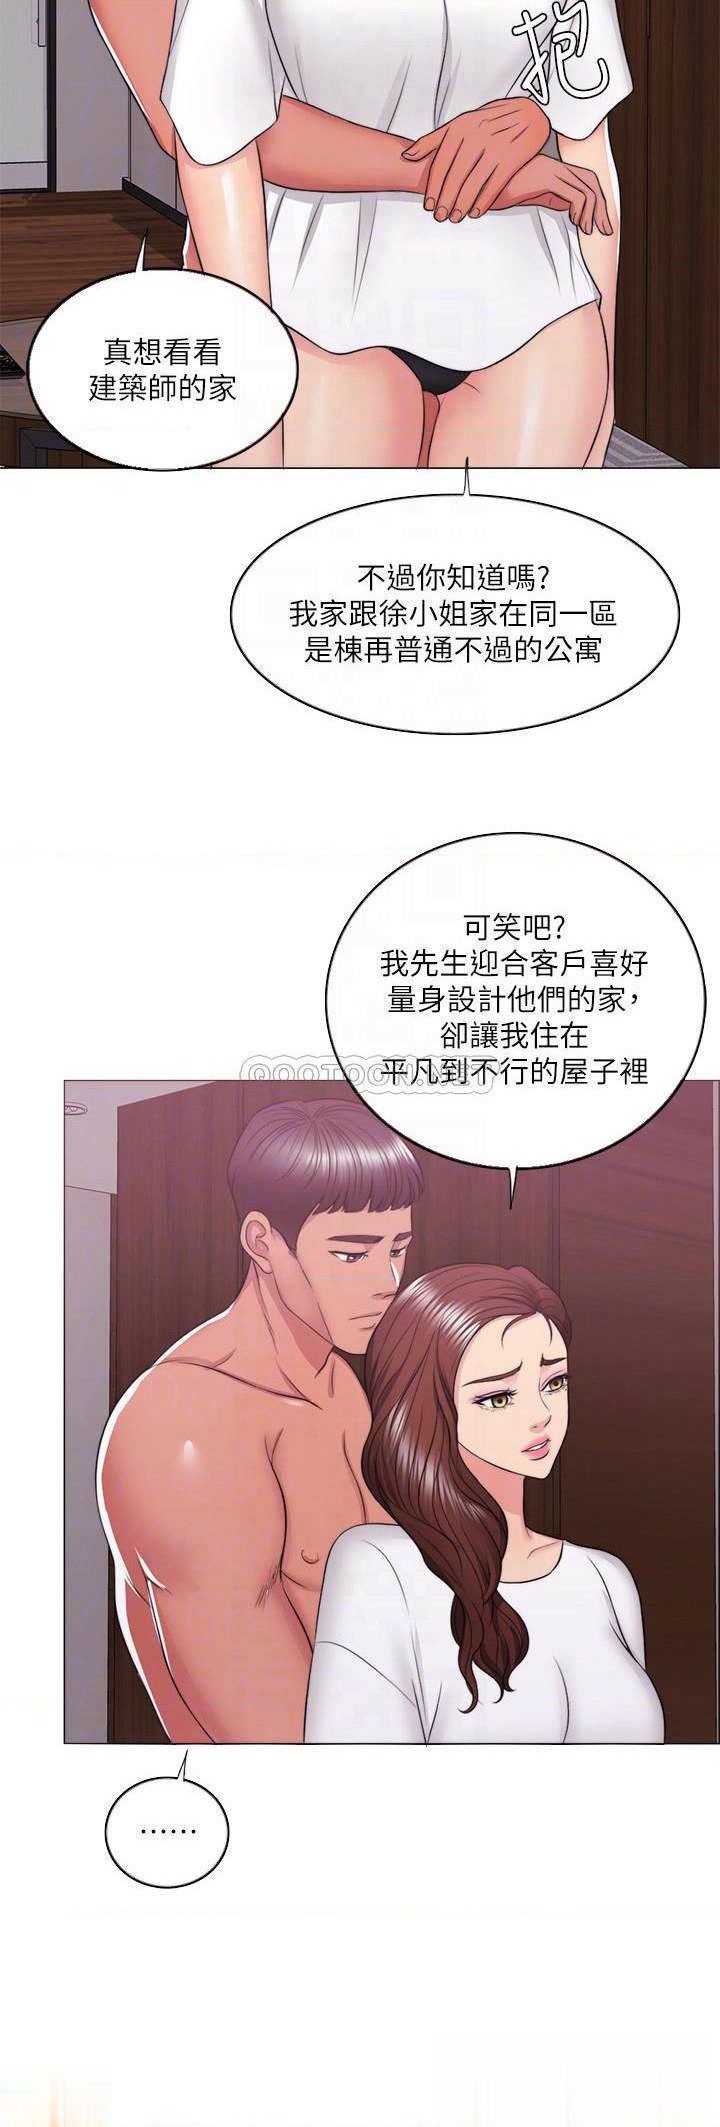 抱
真想看看
建築師的家
不過你知道嗎?
我家跟徐小姐家在同一區
是棟再普通不過的公寓
可笑吧?
我先生迎合客戶喜好
量身設計他們的家，
卻讓我住在
平凡到不行的屋子裡
QOOTOON.NET
……